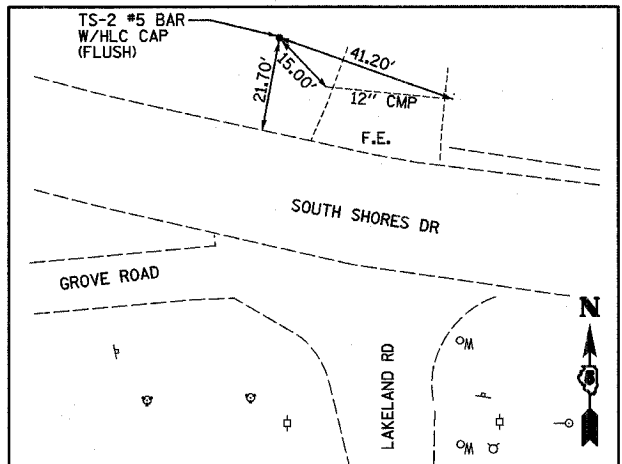 TS-2 #5 BAR
W/HLC CAP
(FLUSH)
21.70'
15.00'
41.20'
12" CMP
F.E.
SOUTH SHORES DR
GROVE ROAD
LAKELAND RD
N
M
M